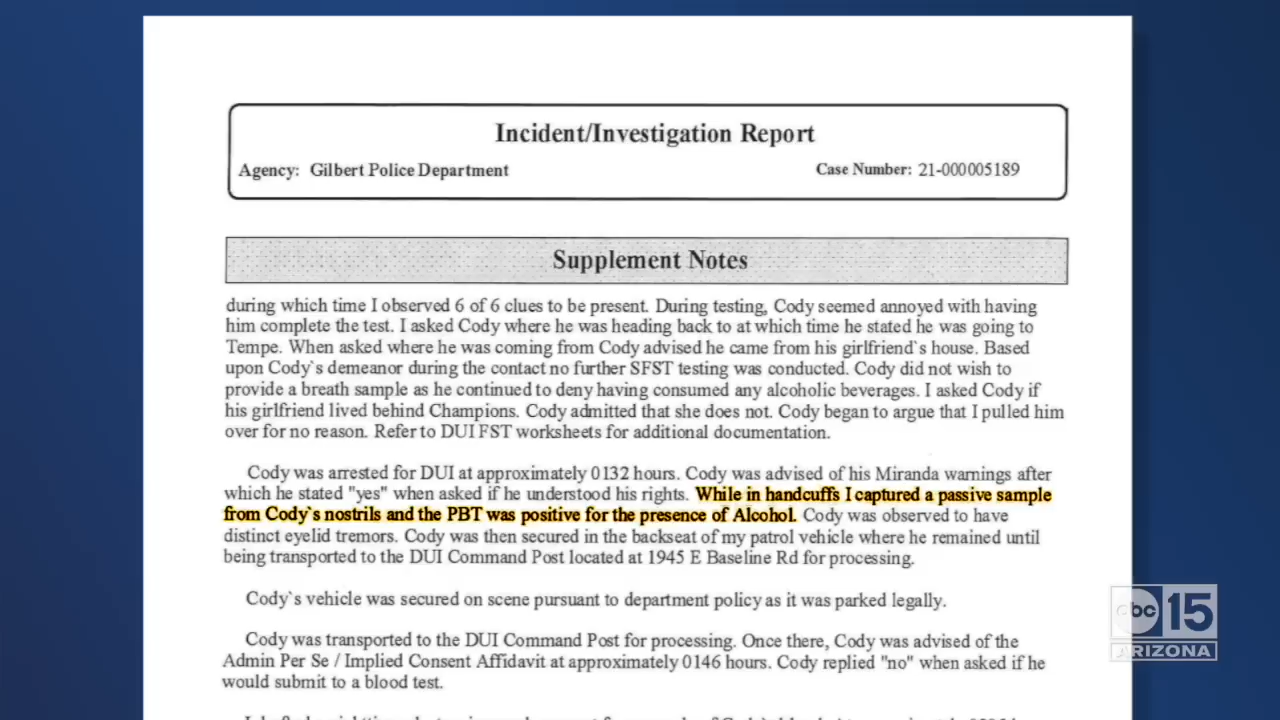 Incident/Investigation Report
Agency: Gilbert Police Department
Case Number: 21-000005189
Supplement Notes
during which time I observed 6 of 6 clues to be present. During testing, Cody seemed annoyed with having
him complete the test. I asked Cody where he was heading back to at which time he stated he was going to
Tempe. When asked where he was coming from Cody advised he came from his girlfriend`s house. Based
upon Cody`s demeanor during the contact no further SFST testing was conducted. Cody did not wish to
provide a breath sample as he continued to deny having consumed any alcoholic beverages. I asked Cody if
his girlfriend lived behind Champions. Cody admitted that she does not. Cody began to argue that I pulled him
over for no reason. Refer to DUI FST worksheets for additional documentation.
Cody was arrested for DUI at approximately 0132 hours. Cody was advised of his Miranda warnings after
which he stated "yes" when asked if he understood his rights. While in handcuffs I captured a passive sample
from Cody`s nostrils and the PBT was positive for the presence of Alcohol. Cody was observed to have
distinct eyelid tremors. Cody was then secured in the backseat of my patrol vehicle where he remained until
being transported to the DUI Command Post located at 1945 E Baseline Rd for processing.
Cody`s vehicle was secured on scene pursuant to department policy as it was parked legally.
Cody was transported to the DUI Command Post for processing. Once there, Cody was advised of the
Admin Per Se / Implied Consent Affidavit at approximately 0146 hours. Cody replied "no" when asked if he
would submit to a blood test.
abc 15
ARIZONA